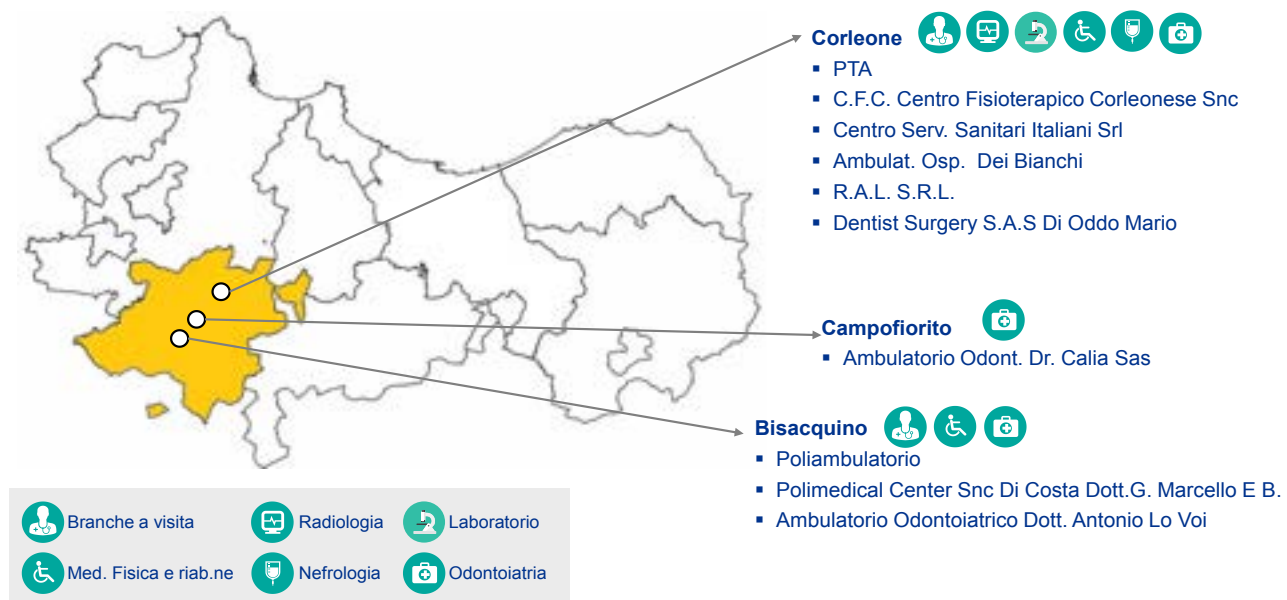 Corleone
▪ PTA
▪ C.F.C. Centro Fisioterapico Corleonese Snc
▪ Centro Serv. Sanitari Italiani Srl
▪ Ambulat. Osp. Dei Bianchi
▪ R.A.L. S.R.L.
▪ Dentist Surgery S.A.S Di Oddo Mario
Campofiorito
▪ Ambulatorio Odont. Dr. Calia Sas
Bisacquino
▪ Poliambulatorio
▪ Polimedical Center Snc Di Costa Dott.G. Marcello E B.
▪ Ambulatorio Odontoiatrico Dott. Antonio Lo Voi
Branche a visita
Radiologia
Laboratorio
Med. Fisica e riab.ne
Nefrologia
Odontoiatria